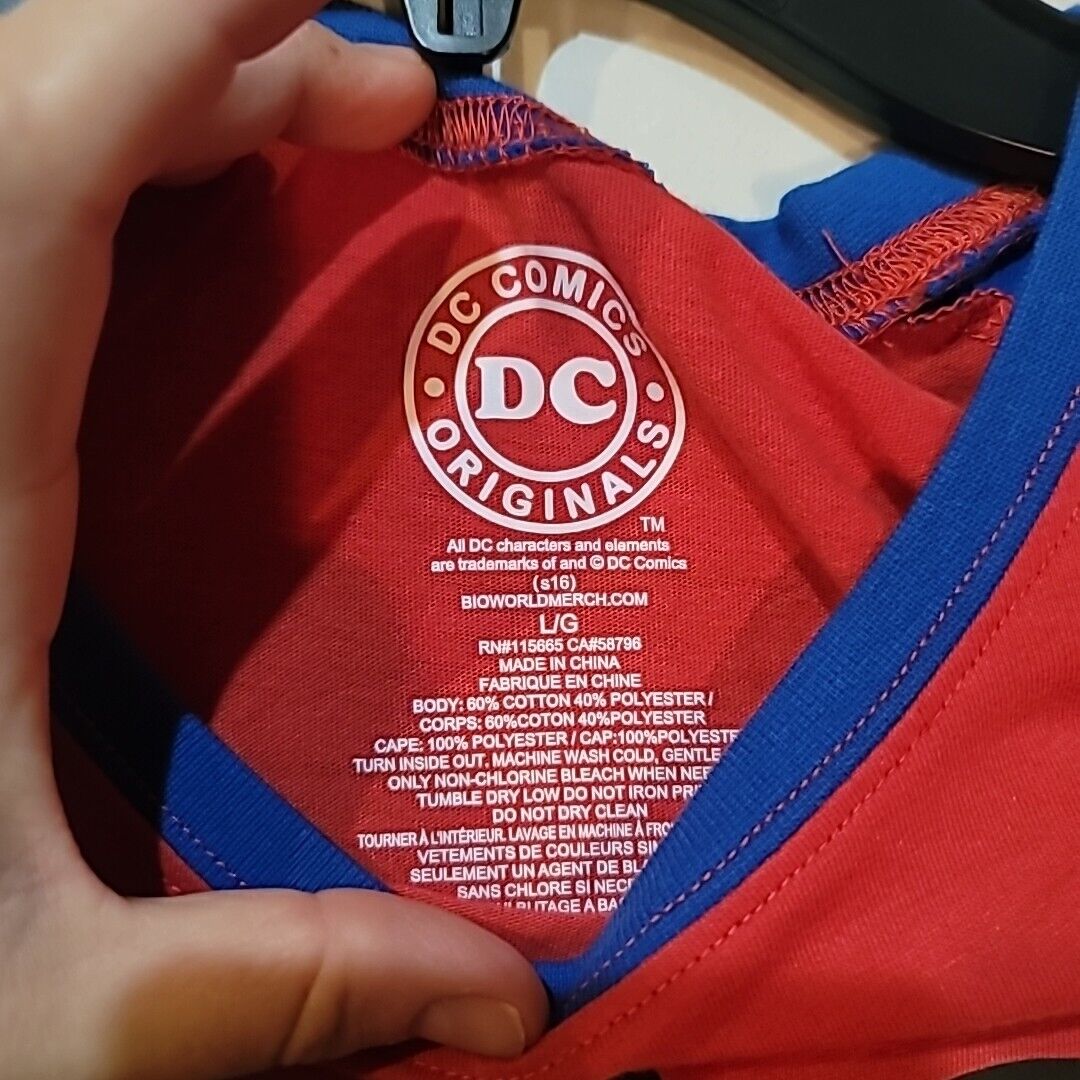 DC COMICS
DC
ORIGINALS
TM
All DC characters and elements
are trademarks of and © DC Comics
(s16)
BIOWORLDMERCH.COM
L/G
RN#115665 CA#58796
MADE IN CHINA
FABRIQUE EN CHINE
BODY: 60% COTTON 40% POLYESTER /
CORPS: 60%COTON 40%POLYESTER
CAPE: 100% POLYESTER / CAP:100%POLYESTE
TURN INSIDE OUT. MACHINE WASH COLD, GENTLE
ONLY NON-CHLORINE BLEACH WHEN
TUMBLE DRY LOW DO NOT IRON
DO NOT DRY CLEAN
TOURNER À L'INTÉRIEUR. LAVAGE EN MACHINE À
VETEMENTS DE COULEURS
SEULEMENT UN AGENT DE
SANS CHLORE SI
A